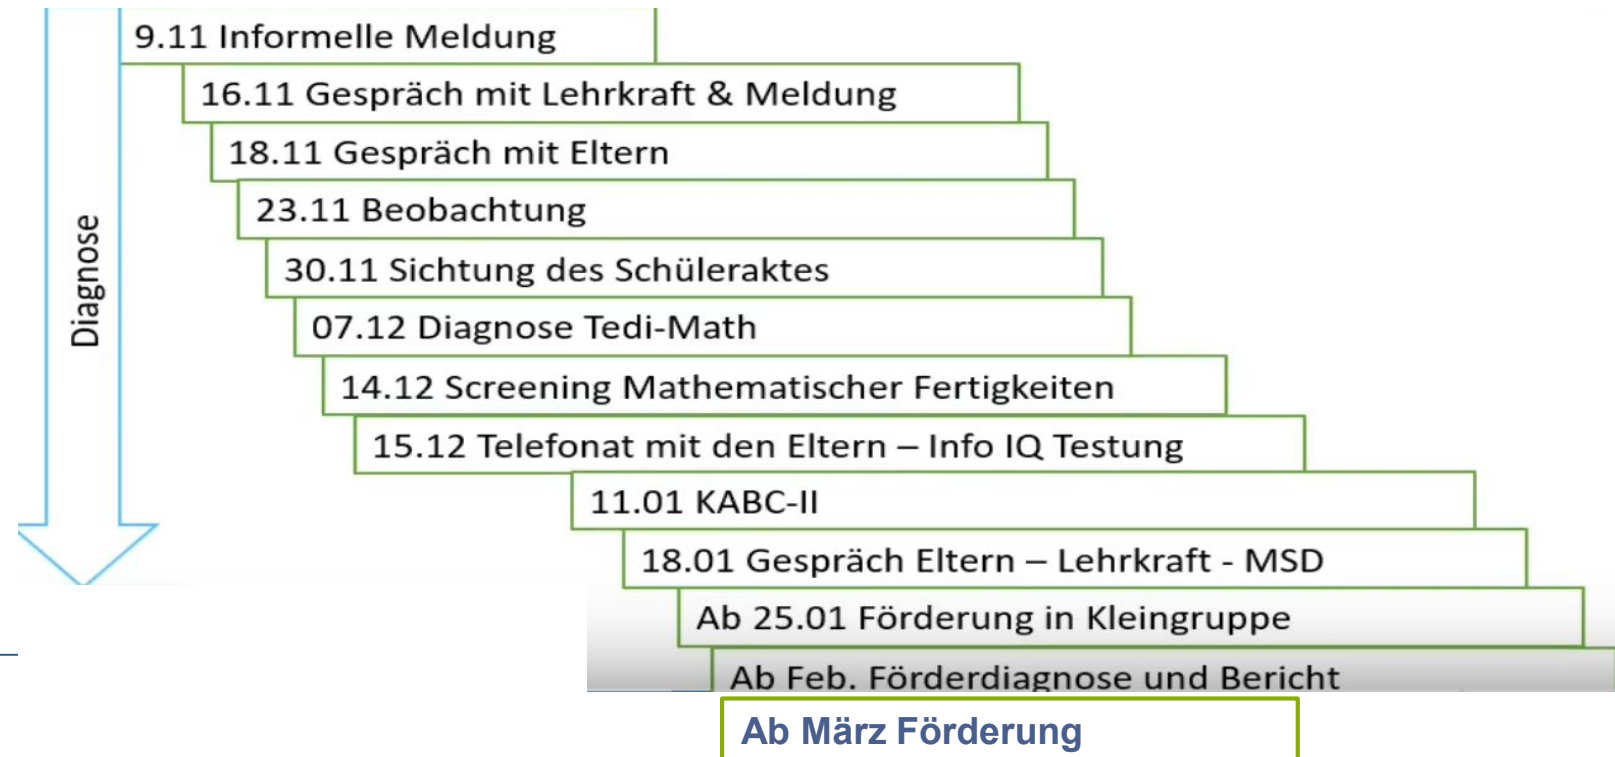 9.11 Informelle Meldung
16.11 Gespräch mit Lehrkraft & Meldung
18.11 Gespräch mit Eltern
23.11 Beobachtung
30.11 Sichtung des Schüleraktes
07.12 Diagnose Tedi-Math
14.12 Screening Mathematischer Fertigkeiten
15.12 Telefonat mit den Eltern – Info IQ Testung
11.01 KABC-II
18.01 Gespräch Eltern – Lehrkraft - MSD
Ab 25.01 Förderung in Kleingruppe
Ab Feb. Förderdiagnose und Bericht
Ab März Förderung
Diagnose